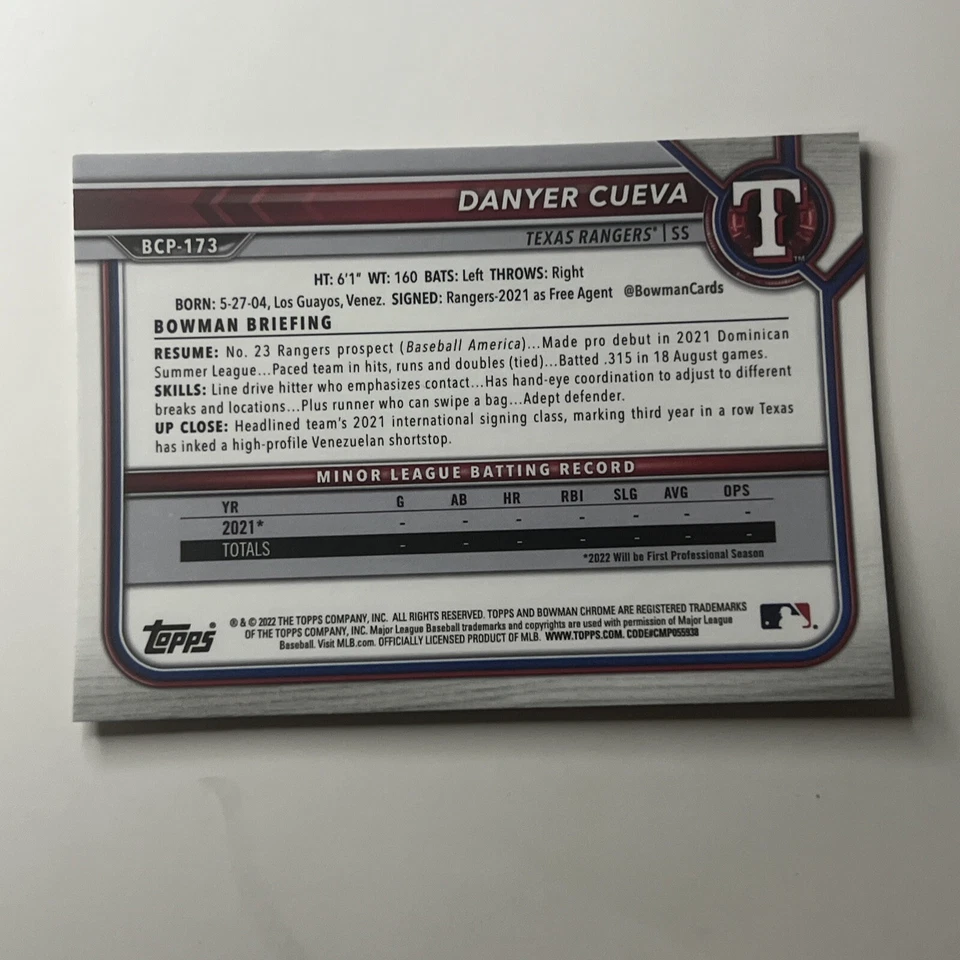 DANYER CUEVA
T
TM
BCP-173
TEXAS RANGERS® | SS
HT: 6'1" WT: 160 BATS: Left THROWS: Right
BORN: 5-27-04, Los Guayos, Venez. SIGNED: Rangers-2021 as Free Agent @BowmanCards
BOWMAN BRIEFING
RESUME: No. 23 Rangers prospect (Baseball America)...Made pro debut in 2021 Dominican
Summer League...Paced team in hits, runs and doubles (tied)...Batted .315 in 18 August games.
SKILLS: Line drive hitter who emphasizes contact...Has hand-eye coordination to adjust to different
breaks and locations...Plus runner who can swipe a bag...Adept defender.
UP CLOSE: Headlined team's 2021 international signing class, marking third year in a row Texas
has inked a high-profile Venezuelan shortstop.
MINOR LEAGUE BATTING RECORD
YR G AB HR RBI SLG AVG OPS
2021* - - - - - - -
TOTALS - - - - - - -
*2022 Will be First Professional Season
Topps®
® & © 2022 THE TOPPS COMPANY, INC. ALL RIGHTS RESERVED. TOPPS AND BOWMAN CHROME ARE REGISTERED TRADEMARKS
OF THE TOPPS COMPANY, INC. Major League Baseball trademarks and copyrights are used with permission of Major League
Baseball. Visit MLB.com. OFFICIALLY LICENSED PRODUCT OF MLB. WWW.TOPPS.COM. CODE#CMP055938